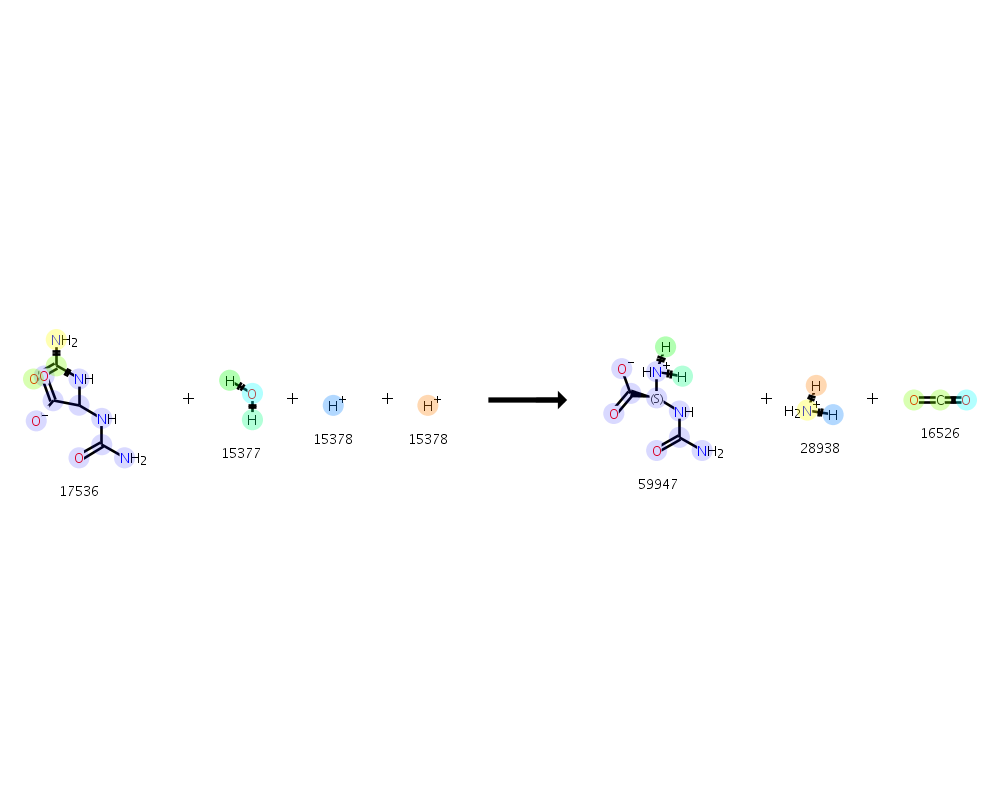 NH2
O
O
NH
O−
NH
O
NH2
17536
+
H
O
H
15377
+
H+
15378
+
H+
15378
H
O−
HN+
H
O
(S)
NH
O
NH2
59947
+
H
H2N+
H
28938
+
O
C
O
16526